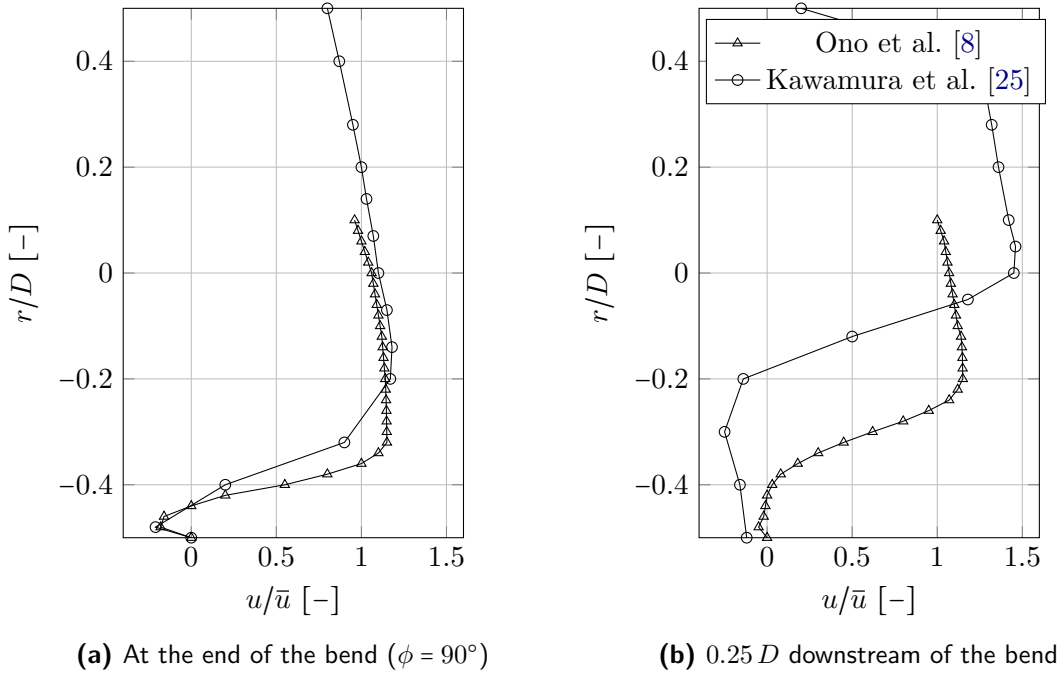 0.4
0.2
0
−0.2
−0.4
r/D [−]
0
0.5
1
1.5
u/ū [−]
(a) At the end of the bend (ϕ = 90°)
Ono et al. [8]
Kawamura et al. [25]
0.4
0.2
0
−0.2
−0.4
r/D [−]
0
0.5
1
1.5
u/ū [−]
(b) 0.25 D downstream of the bend